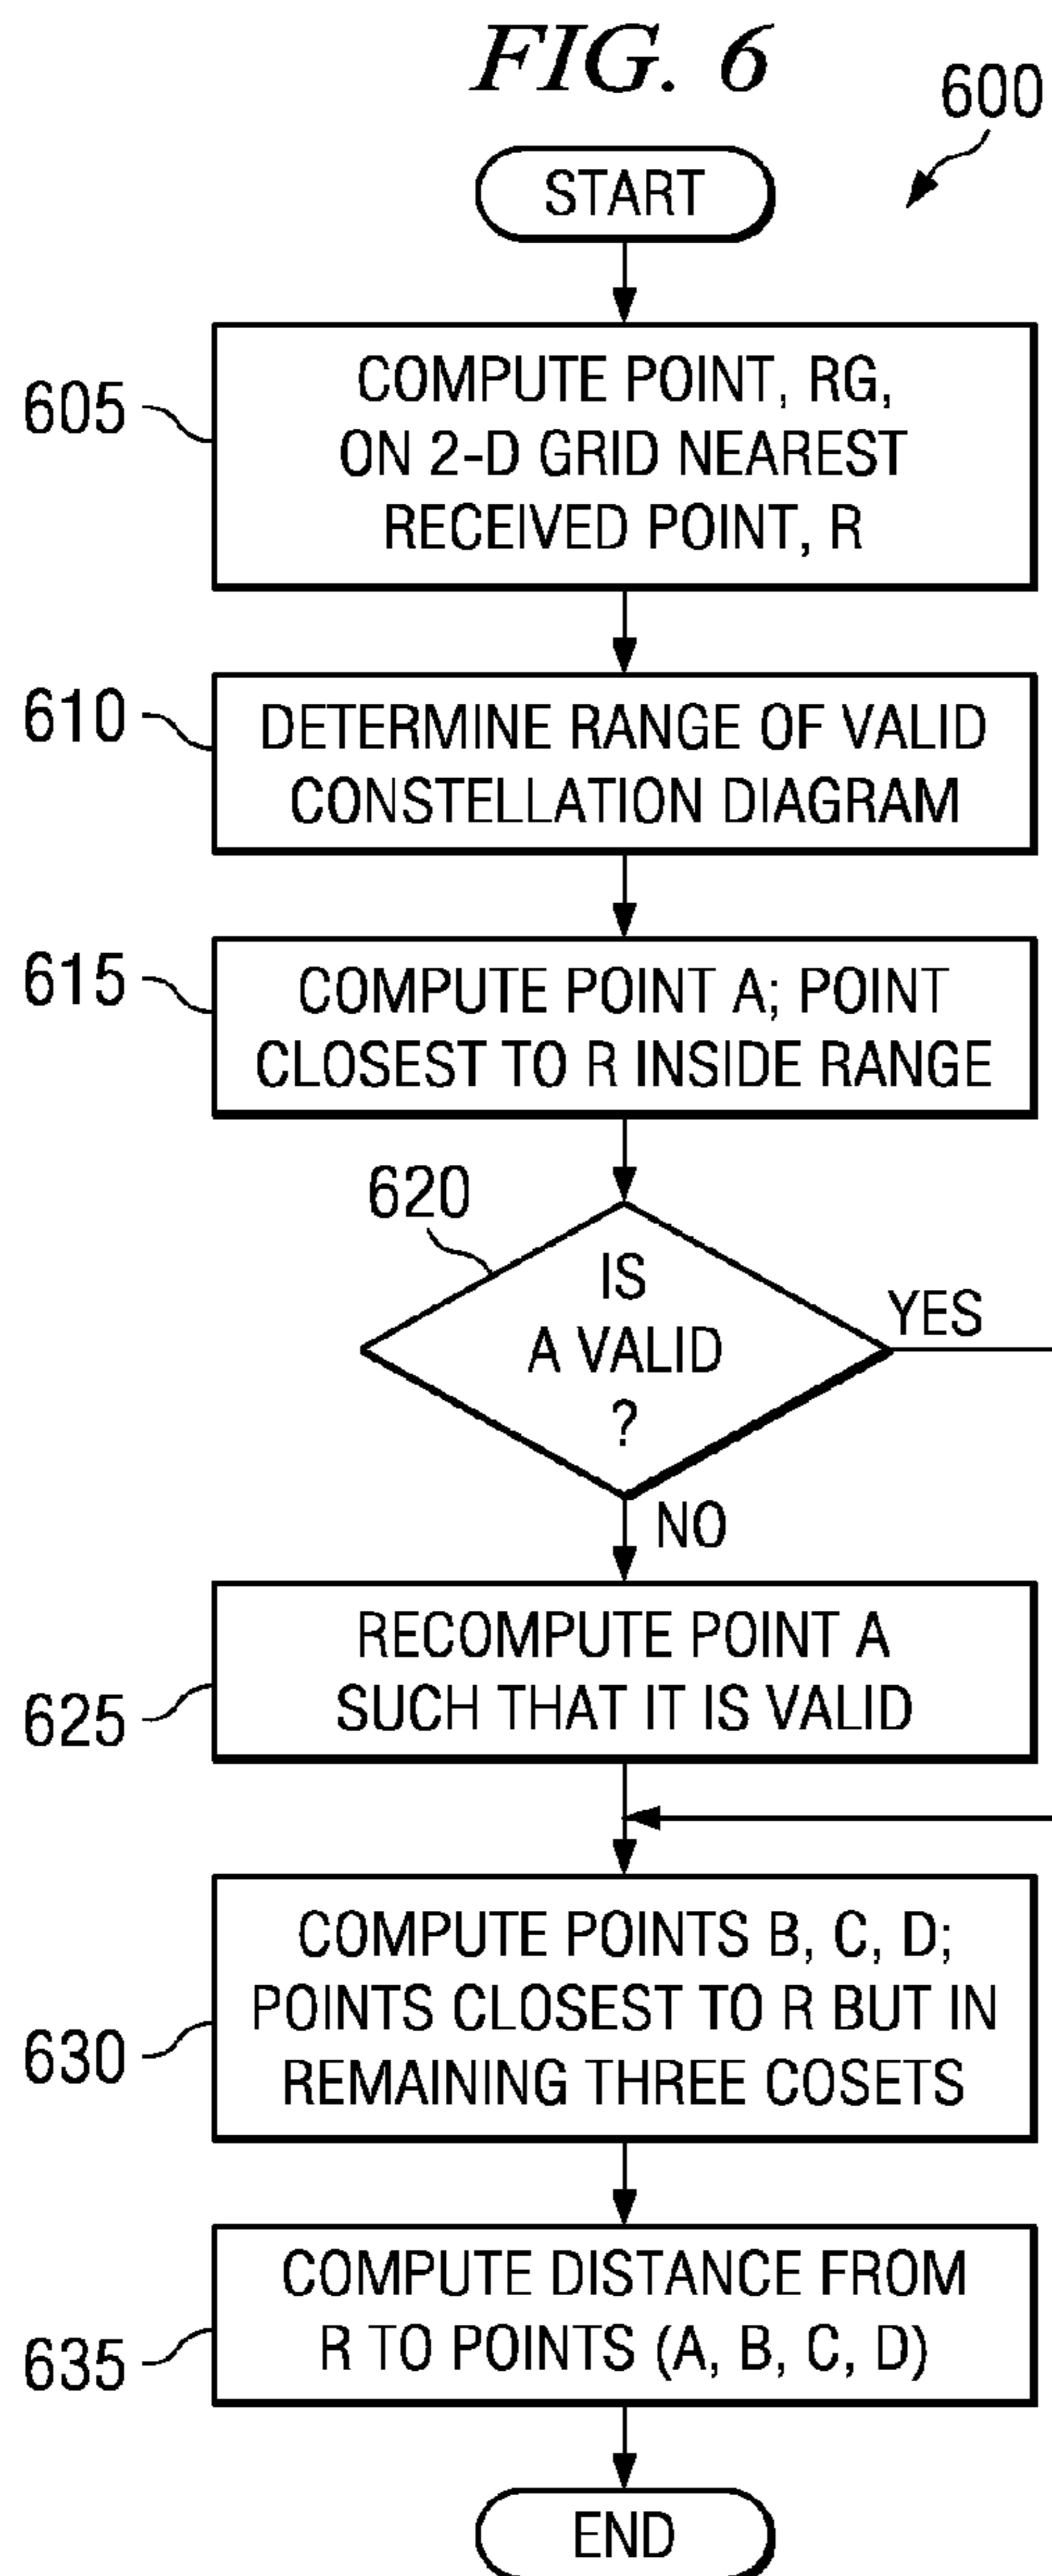 FIG. 6
600
START
605
COMPUTE POINT, RG,
ON 2-D GRID NEAREST
RECEIVED POINT, R
610
DETERMINE RANGE OF VALID
CONSTELLATION DIAGRAM
615
COMPUTE POINT A; POINT
CLOSEST TO R INSIDE RANGE
620
IS
A VALID
?
YES
NO
625
RECOMPUTE POINT A
SUCH THAT IT IS VALID
630
COMPUTE POINTS B, C, D;
POINTS CLOSEST TO R BUT IN
REMAINING THREE COSETS
635
COMPUTE DISTANCE FROM
R TO POINTS (A, B, C, D)
END